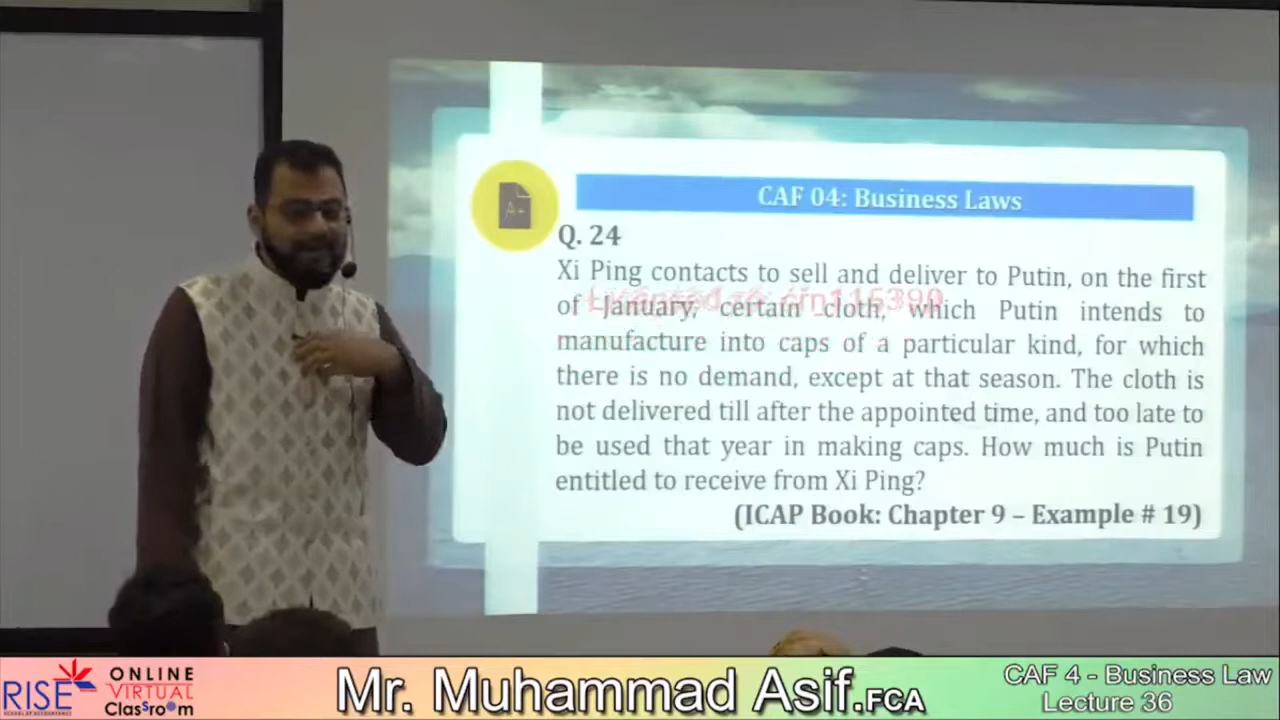 A+
CAF 04: Business Laws
Q. 24
Xi Ping contacts to sell and deliver to Putin, on the first
of January, certain cloth, which Putin intends to
manufacture into caps of a particular kind, for which
there is no demand, except at that season. The cloth is
not delivered till after the appointed time, and too late to
be used that year in making caps. How much is Putin
entitled to receive from Xi Ping?
(ICAP Book: Chapter 9 – Example # 19)
RISE
ONLINE
VIRTUAL
ClasSroom
Mr. Muhammad Asif.FCA
CAF 4 - Business Law
Lecture 36